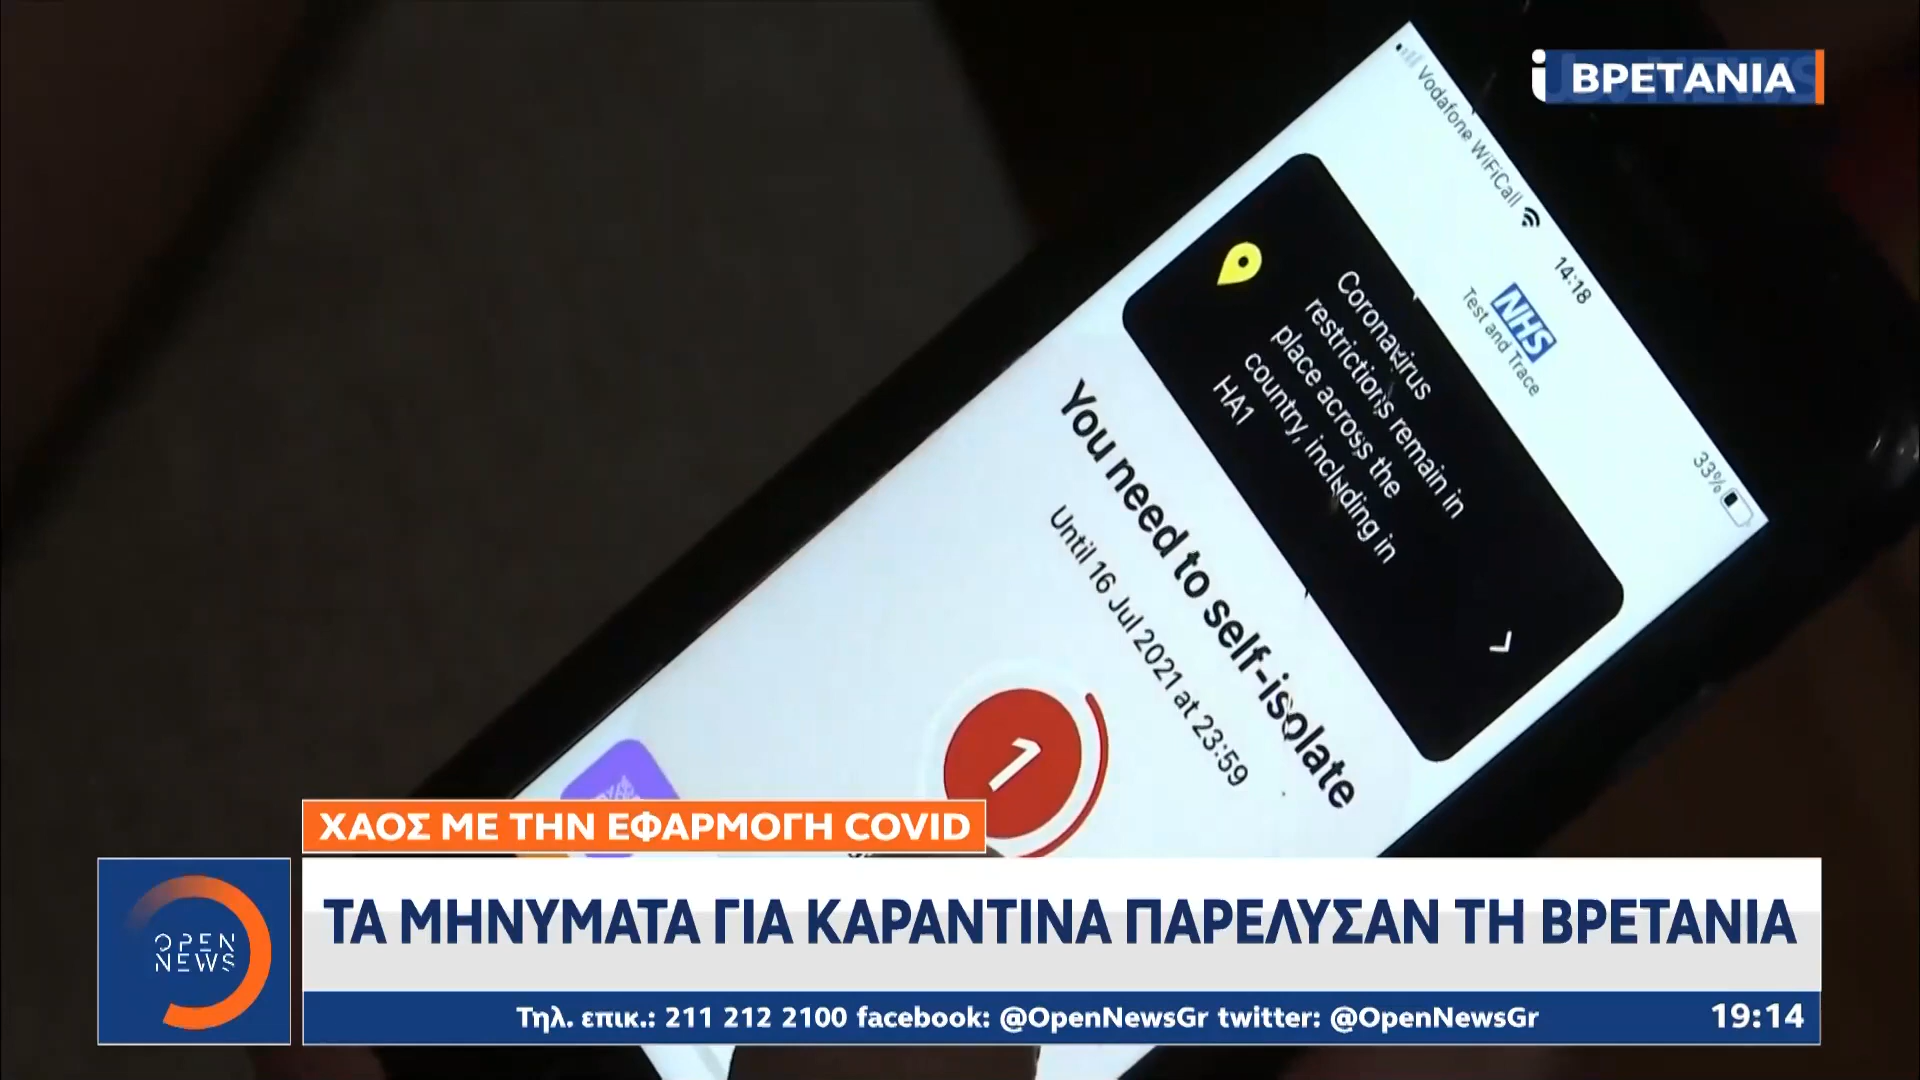 ΒΡΕΤΑΝΙΑ
Vodafone WiFiCall
14:18
33%
NHS
Test and Trace
Coronavirus
restrictions remain in
place across the
country, including in
HA1
You need to self-isolate
Until 16 Jul 2021 at 23:59
1
ΧΑΟΣ ΜΕ ΤΗΝ ΕΦΑΡΜΟΓΗ COVID
ΤΑ ΜΗΝΥΜΑΤΑ ΓΙΑ ΚΑΡΑΝΤΙΝΑ ΠΑΡΕΛΥΣΑΝ ΤΗ ΒΡΕΤΑΝΙΑ
OPEN
NEWS
Τηλ. επικ.: 211 212 2100 facebook: @OpenNewsGr twitter: @OpenNewsGr
19:14